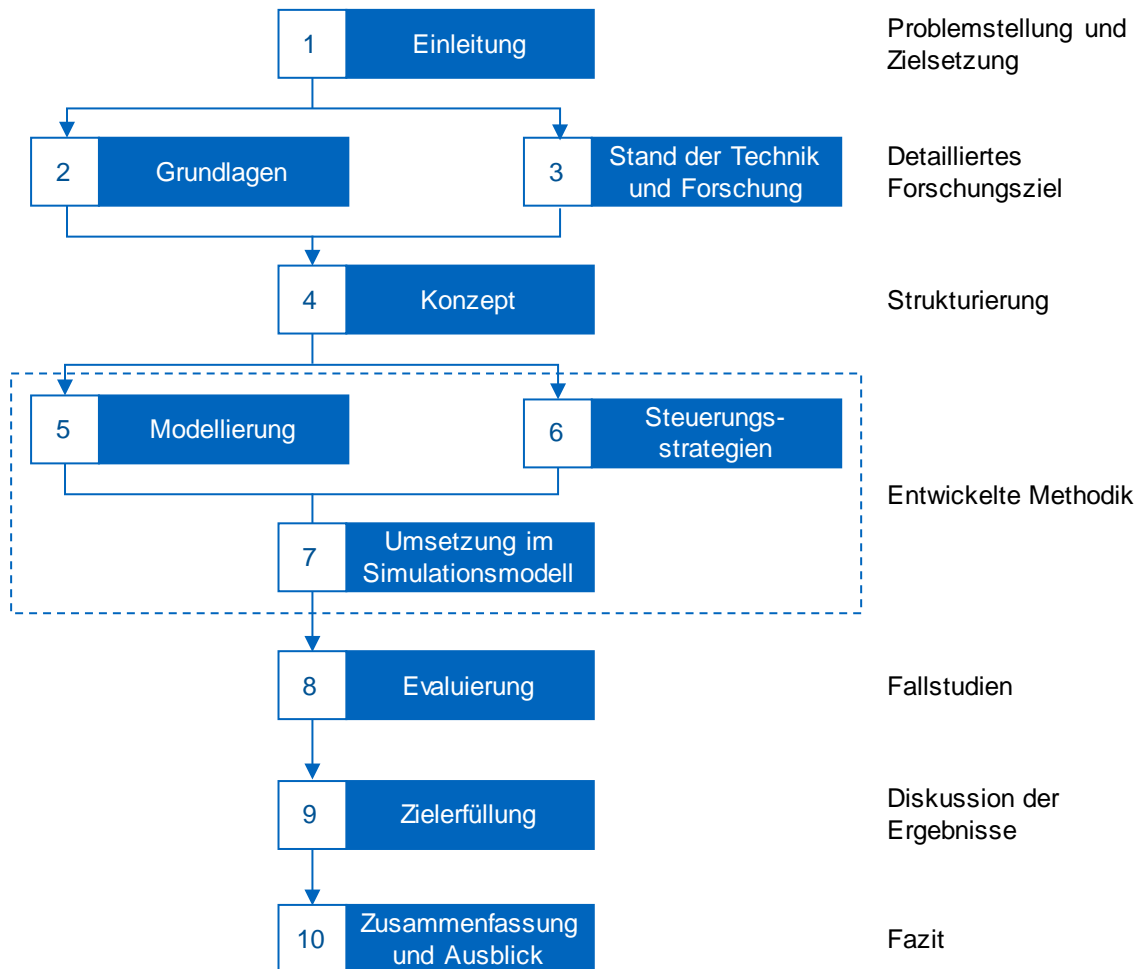 1
Einleitung
Problemstellung und
Zielsetzung
2
Grundlagen
3
Stand der Technik
und Forschung
Detailliertes
Forschungsziel
4
Konzept
Strukturierung
5
Modellierung
6
Steuerungs-
strategien
Entwickelte Methodik
7
Umsetzung im
Simulationsmodell
8
Evaluierung
Fallstudien
9
Zielerfüllung
Diskussion der
Ergebnisse
10
Zusammenfassung
und Ausblick
Fazit